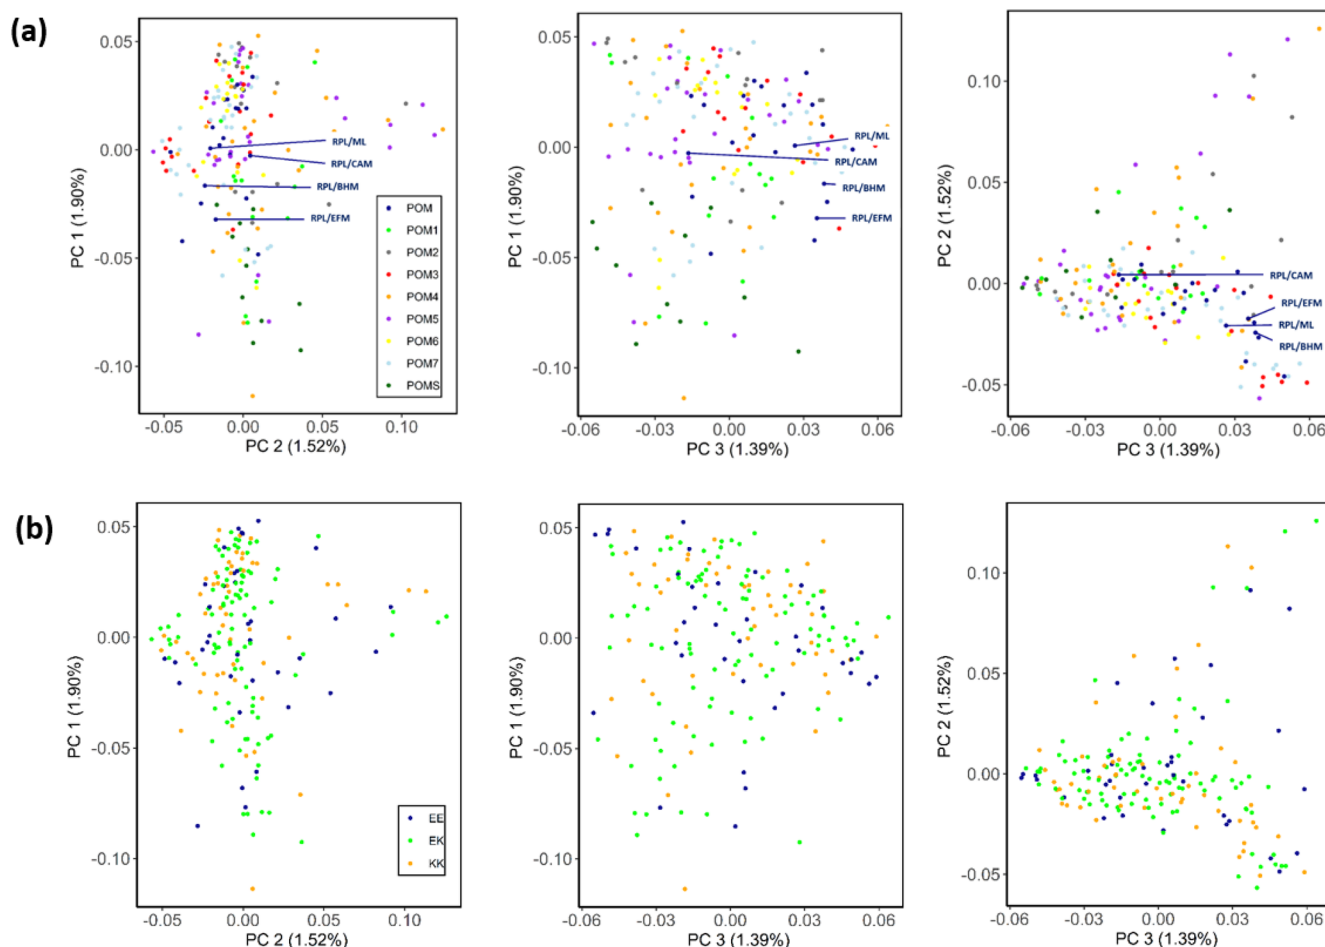 (a)
0.05
0.00
-0.05
-0.10
PC 1 (1.90%)
RPL/ML
RPL/CAM
RPL/BHM
RPL/EFM
POM
POM1
POM2
POM3
POM4
POM5
POM6
POM7
POMS
-0.05 0.00 0.05 0.10
PC 2 (1.52%)
0.05
0.00
-0.05
-0.10
PC 1 (1.90%)
RPL/ML
RPL/CAM
RPL/BHM
RPL/EFM
-0.06 -0.03 0.00 0.03 0.06
PC 3 (1.39%)
0.10
0.05
0.00
-0.05
PC 2 (1.52%)
RPL/CAM
RPL/EFM
RPL/ML
RPL/BHM
-0.06 -0.03 0.00 0.03 0.06
PC 3 (1.39%)
(b)
0.05
0.00
-0.05
-0.10
PC 1 (1.90%)
EE
EK
KK
-0.05 0.00 0.05 0.10
PC 2 (1.52%)
0.05
0.00
-0.05
-0.10
PC 1 (1.90%)
-0.06 -0.03 0.00 0.03 0.06
PC 3 (1.39%)
0.10
0.05
0.00
-0.05
PC 2 (1.52%)
-0.06 -0.03 0.00 0.03 0.06
PC 3 (1.39%)